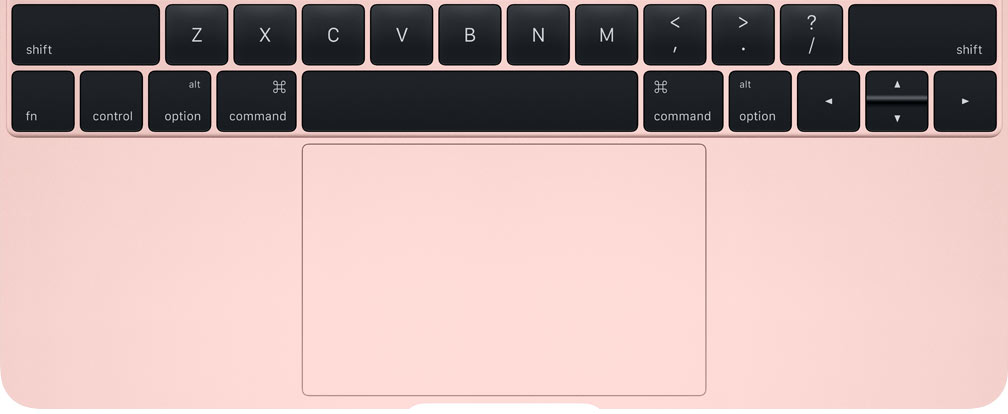 shift Z X C V B N M < , > . ? / shift
fn control alt option ⌘ command ⌘ command alt option ◀ ▲ ▼ ▶